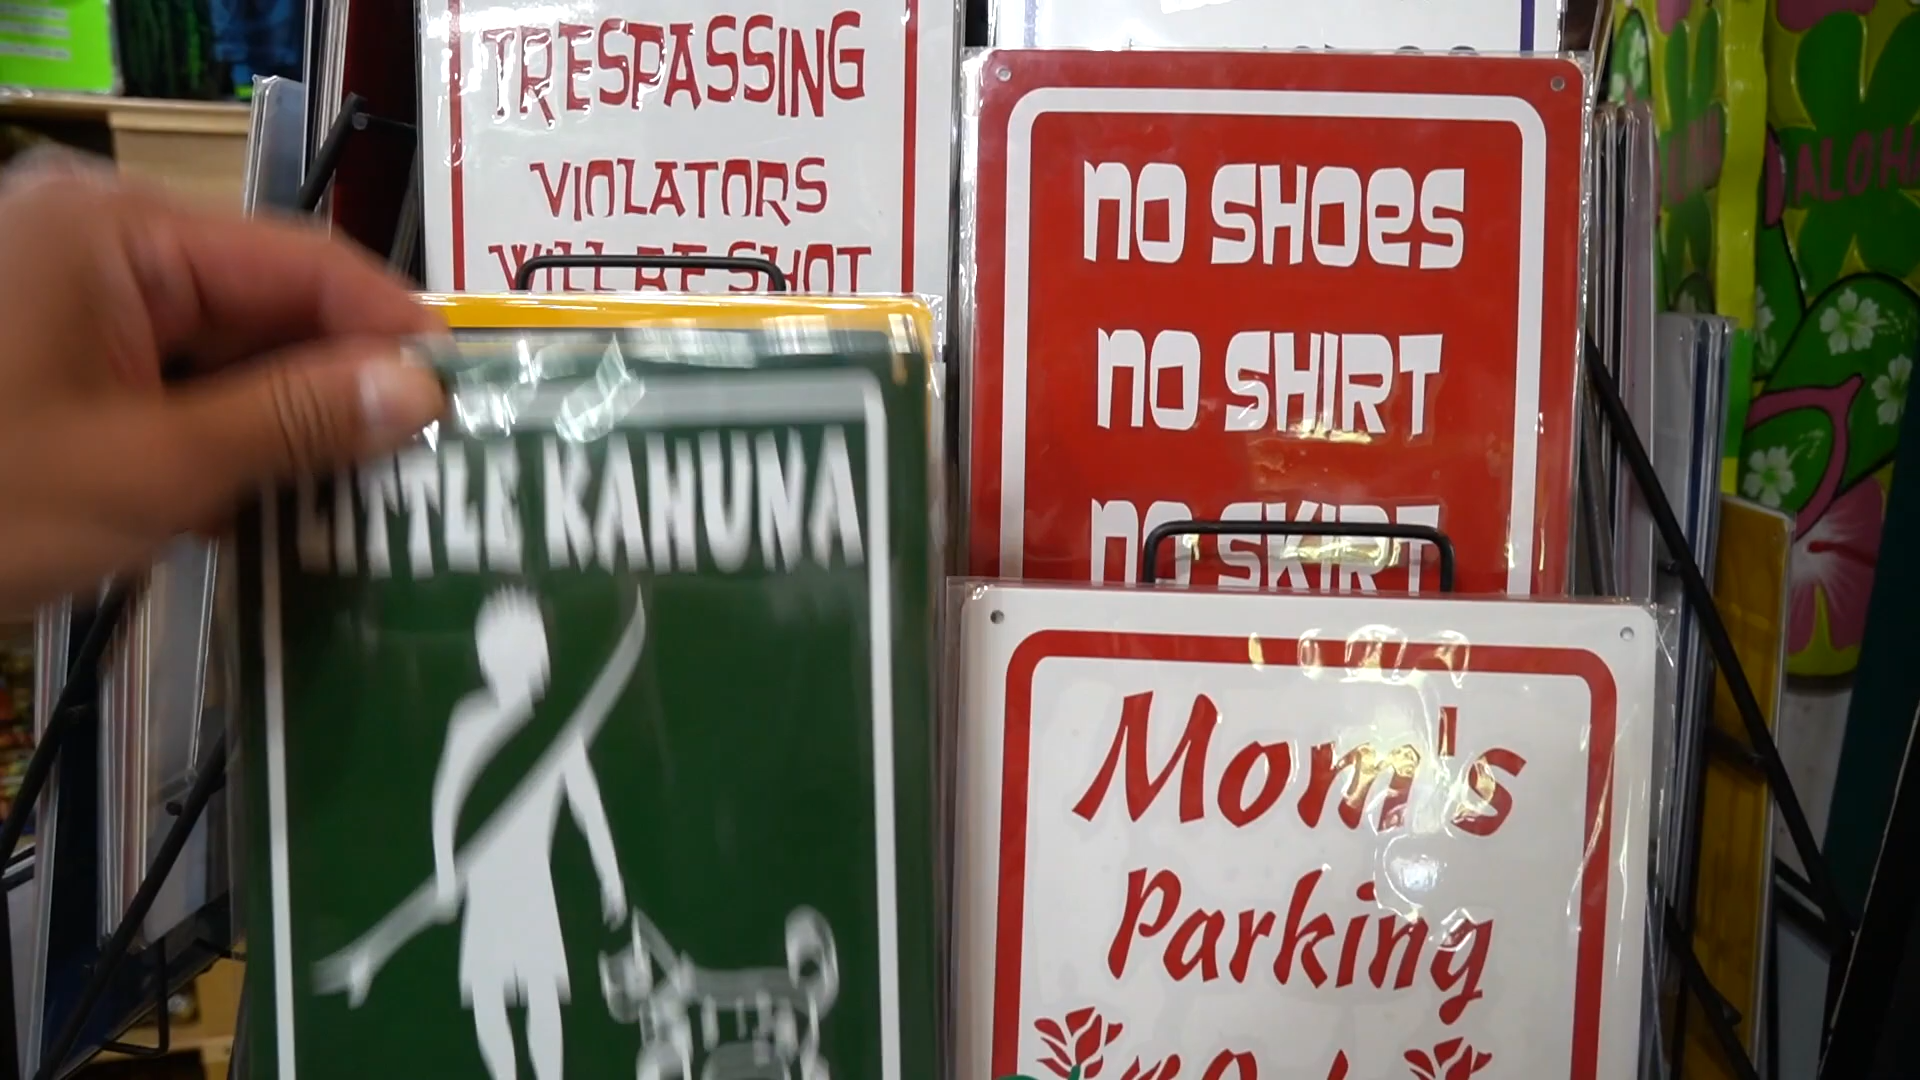 TRESPASSING
VIOLATORS
WILL BE SHOT
NO SHOES
NO SHIRT
NO SKIRT
LITTLE KAHUNA
Mom's
Parking
ALOHA